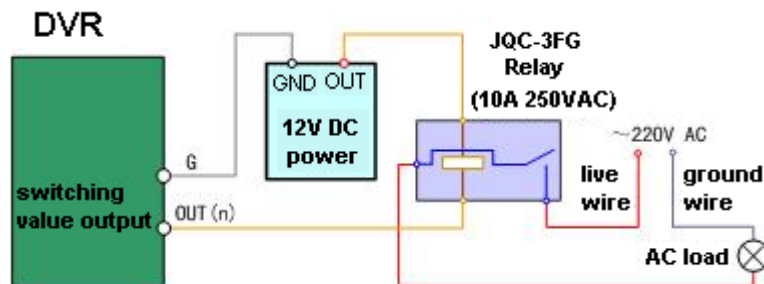 DVR
switching
value output
G
OUT(n)
GND OUT
12V DC
power
JQC-3FG
Relay
(10A 250VAC)
~220V AC
live
wire
ground
wire
AC load